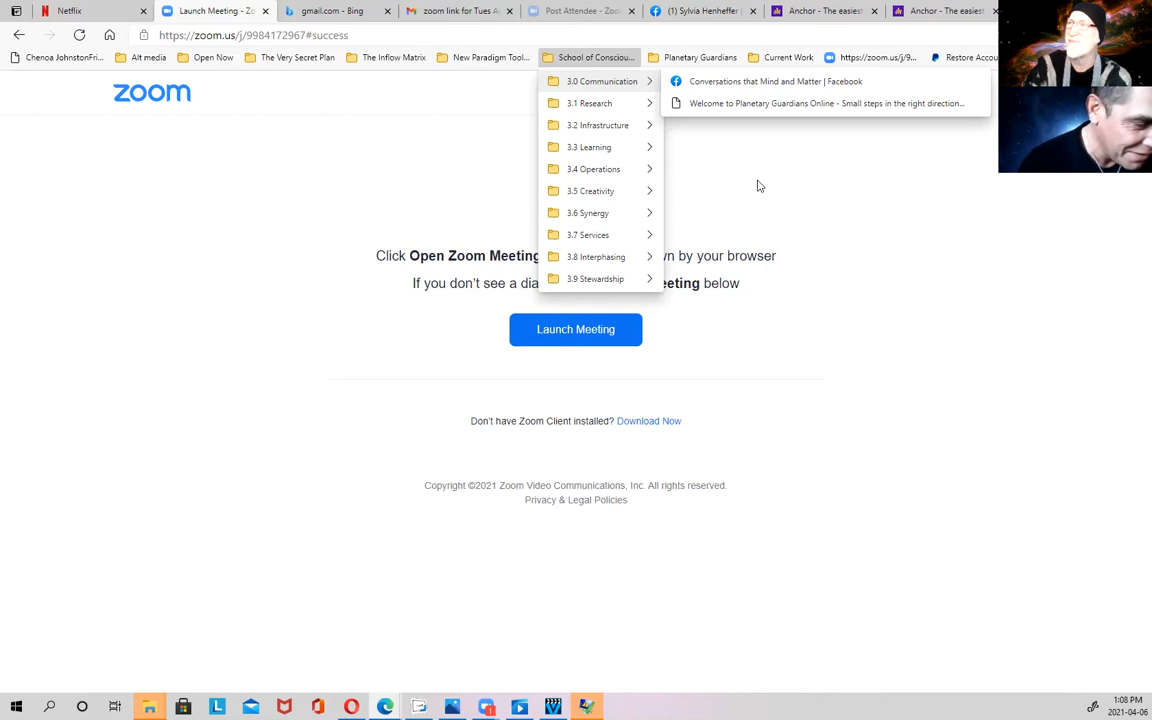 Netflix
Launch Meeting - Zo
gmail.com - Bing
zoom link for Tues A
Post Attendee - Zoo
(1) Sylvia Henheffer |
Anchor - The easiest
Anchor - The easiest
https://zoom.us/j/9984172967#success
Chenoa JohnstonFri...
Alt media
Open Now
The Very Secret Plan
The Inflow Matrix
New Paradigm Tool...
School of Consciou...
Planetary Guardians
Current Work
https://zoom.us/j/9...
Restore Accou
3.0 Communication
3.1 Research
3.2 Infrastructure
3.3 Learning
3.4 Operations
3.5 Creativity
3.6 Synergy
3.7 Services
3.8 Interphasing
3.9 Stewardship
Conversations that Mind and Matter | Facebook
Welcome to Planetary Guardians Online - Small steps in the right direction...
zoom
Click Open Zoom Meeting wn by your browser
If you don't see a dia eeting below
Launch Meeting
Don't have Zoom Client installed? Download Now
Copyright ©2021 Zoom Video Communications, Inc. All rights reserved.
Privacy & Legal Policies
1:08 PM
2021-04-06